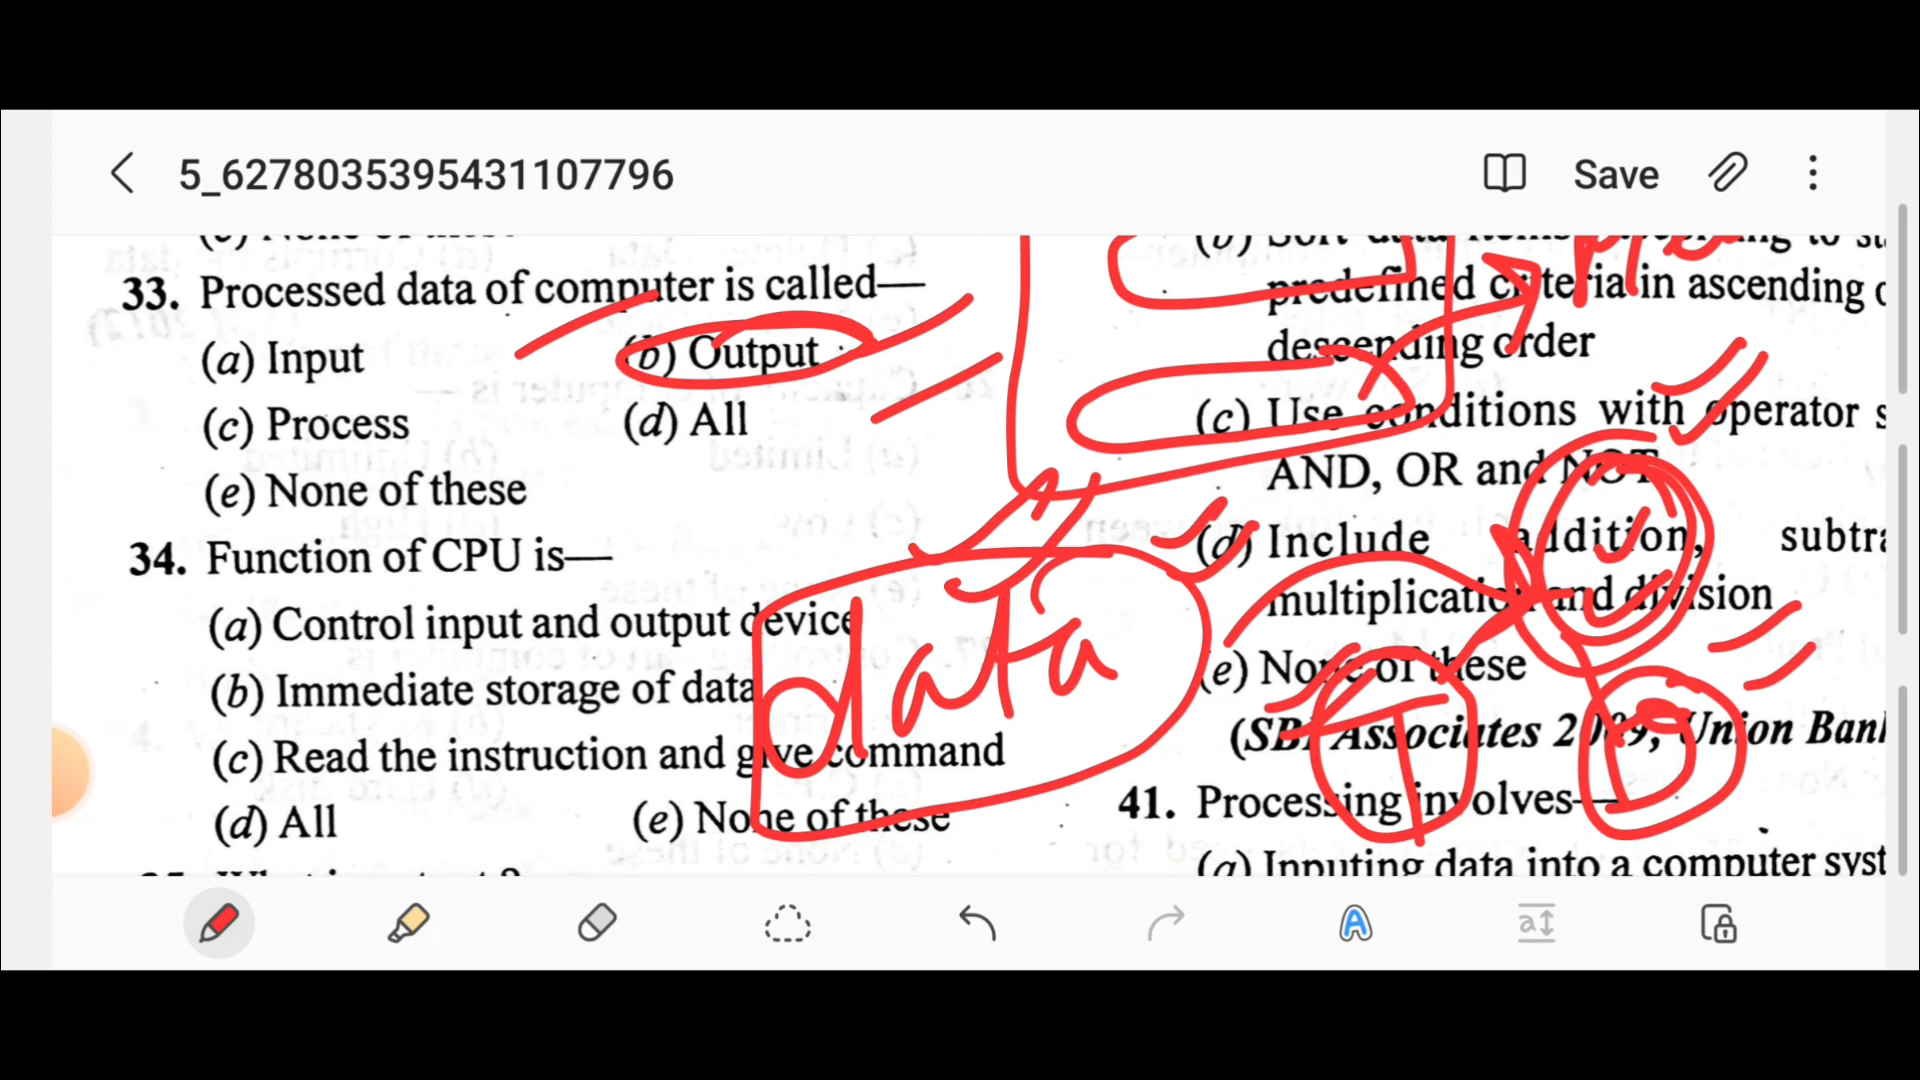 5_6278035395431107796
Save
33. Processed data of computer is called—
(a) Input (b) Output
(c) Process (d) All
(e) None of these
34. Function of CPU is—
(a) Control input and output device
(b) Immediate storage of data
(c) Read the instruction and give command
(d) All (e) None of these
predefined criteria in ascending
descending order
(c) Use conditions with operator s
AND, OR and NOT
(d) Include addition, subtra
multiplication and division
(e) None of these
(SBI Associates 2009, Union Bank
41. Processing involves—
(a) Inputing data into a computer syst
data
I